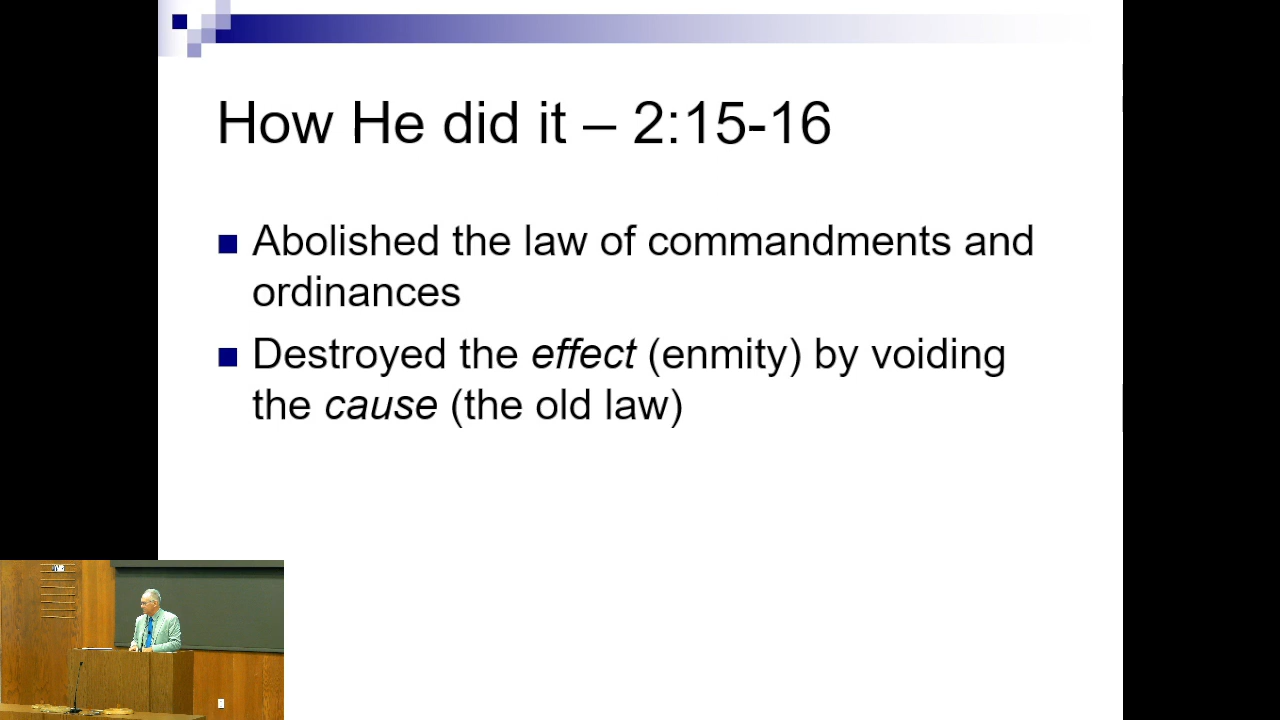 How He did it – 2:15-16
Abolished the law of commandments and
ordinances
Destroyed the effect (enmity) by voiding
the cause (the old law)